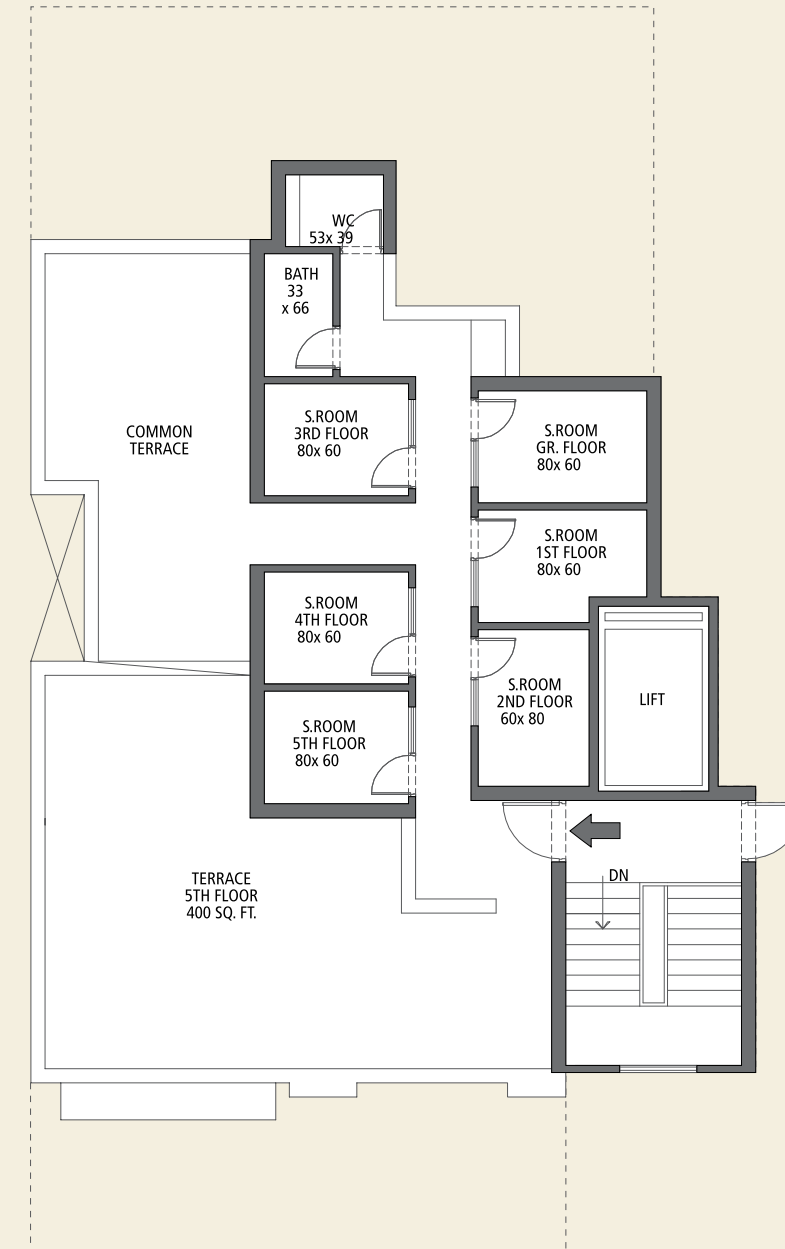 WC
53x 39
BATH
33
x 66
S.ROOM
3RD FLOOR
80x 60
S.ROOM
GR. FLOOR
80x 60
COMMON
TERRACE
S.ROOM
1ST FLOOR
80x 60
S.ROOM
4TH FLOOR
80x 60
S.ROOM
2ND FLOOR
60x 80
LIFT
S.ROOM
5TH FLOOR
80x 60
TERRACE
5TH FLOOR
400 SQ. FT.
DN